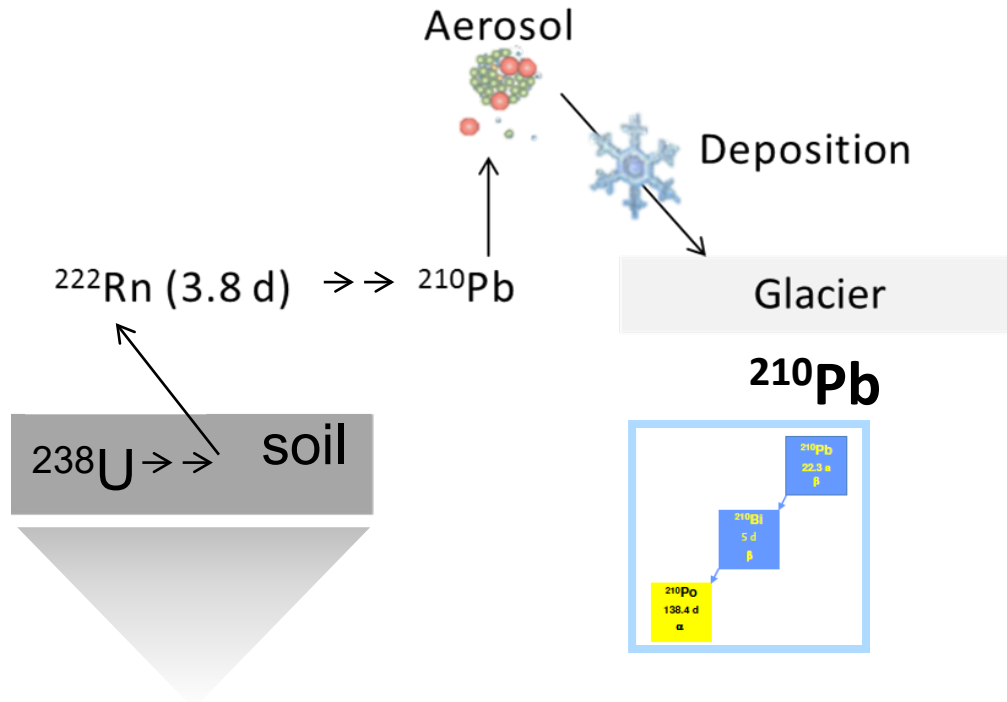 Aerosol
Deposition
²²²Rn (3.8 d) →→ ²¹⁰Pb
Glacier
²¹⁰Pb
²³⁸U→→ soil
²¹⁰Pb
22.3 a
β
²¹⁰Bi
5 d
β
²¹⁰Po
138.4 d
α